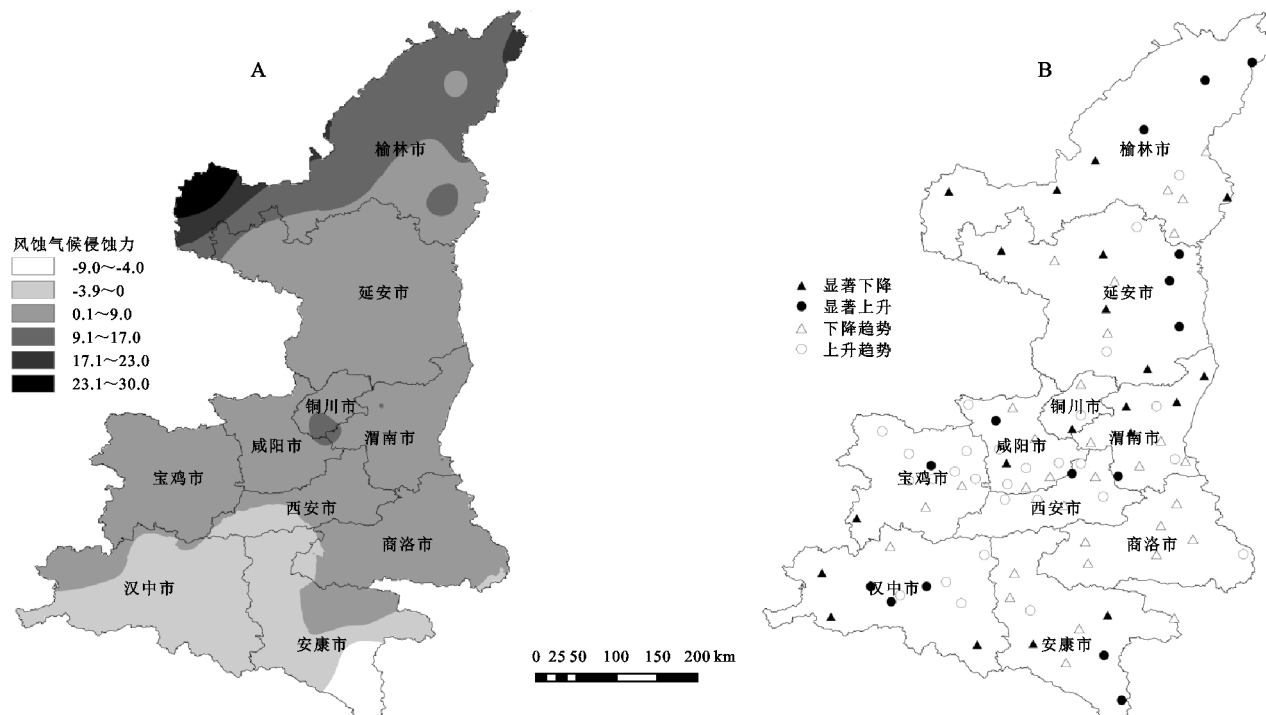 A
榆林市
延安市
铜川市
咸阳市
渭南市
宝鸡市
西安市
商洛市
汉中市
安康市
风蚀气候侵蚀力
-9.0～-4.0
-3.9～0
0.1～9.0
9.1～17.0
17.1～23.0
23.1～30.0
0 25 50 100 150 200 km
B
榆林市
延安市
铜川市
咸阳市
渭南市
宝鸡市
西安市
商洛市
汉中市
安康市
显著下降
显著上升
下降趋势
上升趋势